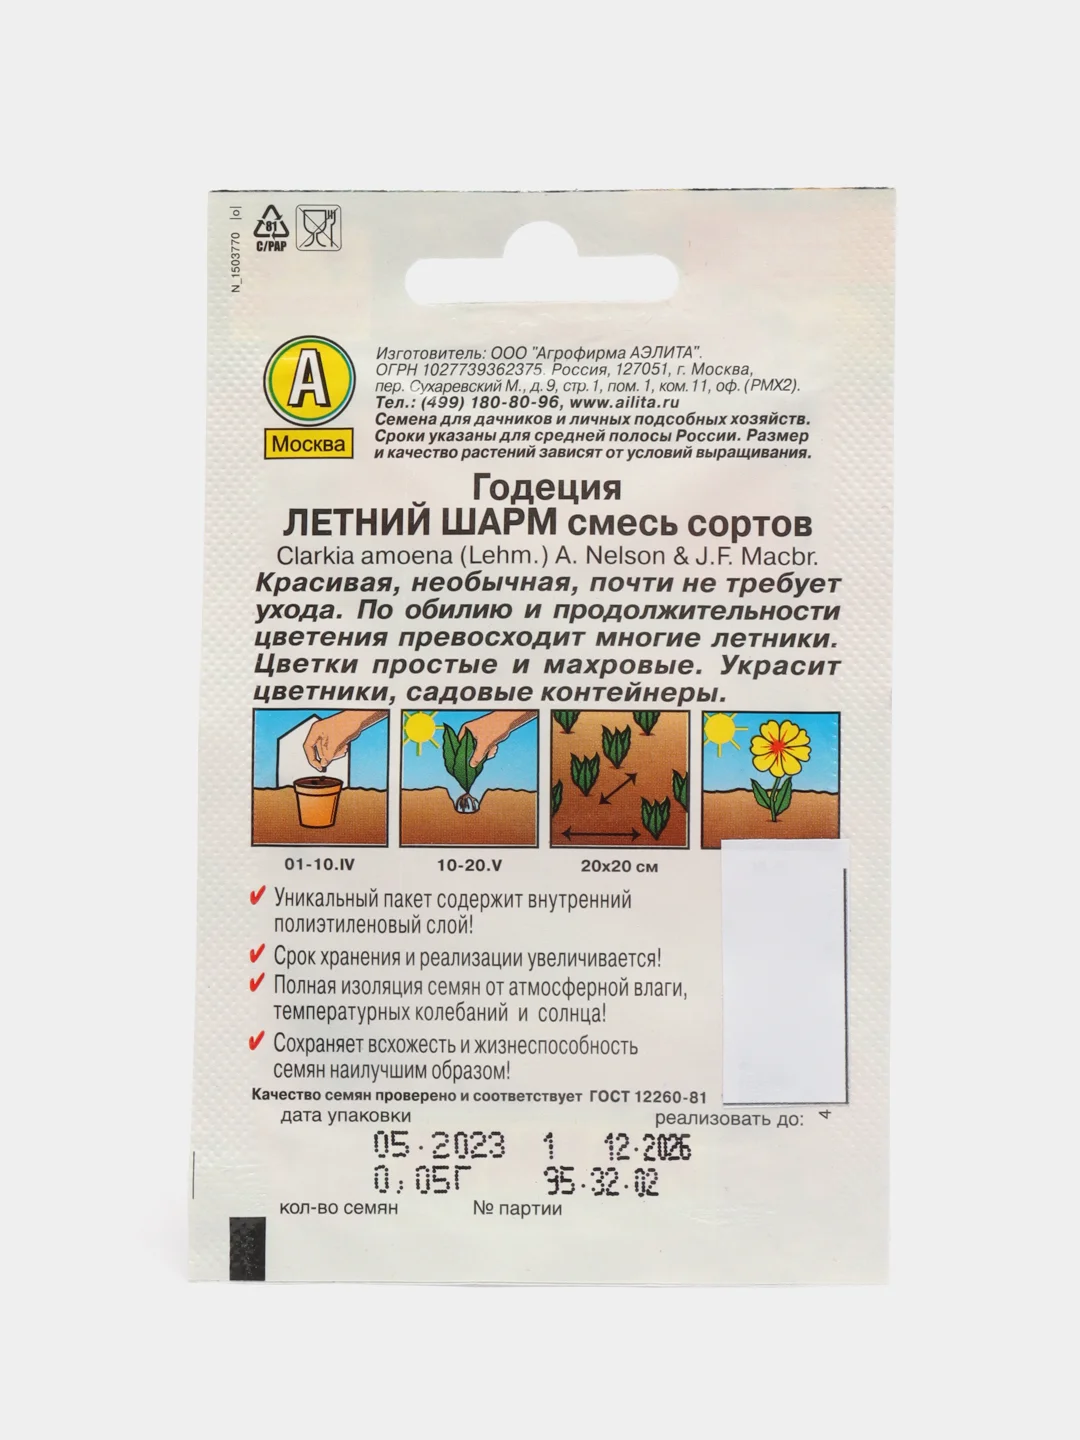 N_1503770 |o|
81
C/PAP
A
Москва
Изготовитель: ООО "Агрофирма АЭЛИТА".
ОГРН 1027739362375. Россия, 127051, г. Москва,
пер. Сухаревский М., д. 9, стр. 1, пом. 1, ком. 11, оф. (РМХ2).
Тел.: (499) 180-80-96, www.ailita.ru
Семена для дачников и личных подсобных хозяйств.
Сроки указаны для средней полосы России. Размер
и качество растений зависят от условий выращивания.
Годеция
ЛЕТНИЙ ШАРМ смесь сортов
Clarkia amoena (Lehm.) A. Nelson & J.F. Macbr.
Красивая, необычная, почти не требует
ухода. По обилию и продолжительности
цветения превосходит многие летники.
Цветки простые и махровые. Украсит
цветники, садовые контейнеры.
01-10.IV 10-20.V 20x20 см
Уникальный пакет содержит внутренний
полиэтиленовый слой!
Срок хранения и реализации увеличивается!
Полная изоляция семян от атмосферной влаги,
температурных колебаний и солнца!
Сохраняет всхожесть и жизнеспособность
семян наилучшим образом!
Качество семян проверено и соответствует ГОСТ 12260-81
дата упаковки реализовать до: 4
05.2023 1 12.2026
0,05Г 95.32.02
кол-во семян № партии